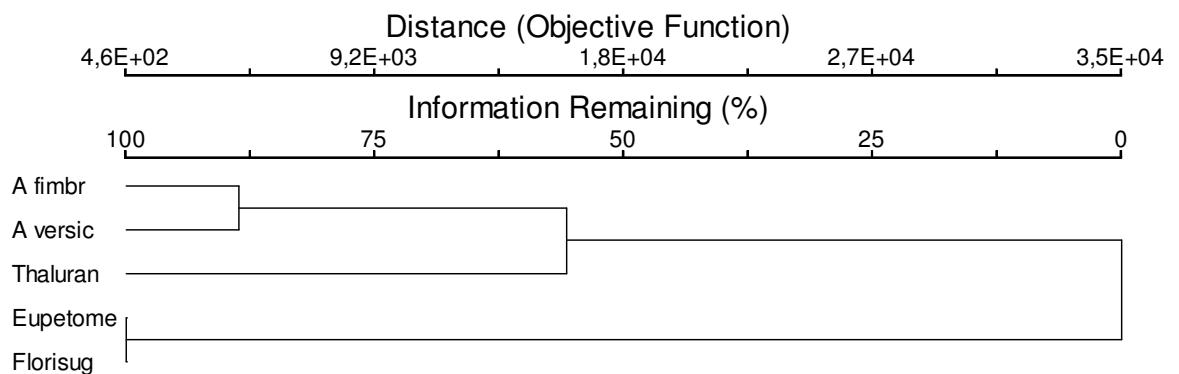 Distance (Objective Function)
4,6E+02 9,2E+03 1,8E+04 2,7E+04 3,5E+04
Information Remaining (%)
100 75 50 25 0
A fimbr
A versic
Thaluran
Eupetome
Florisug